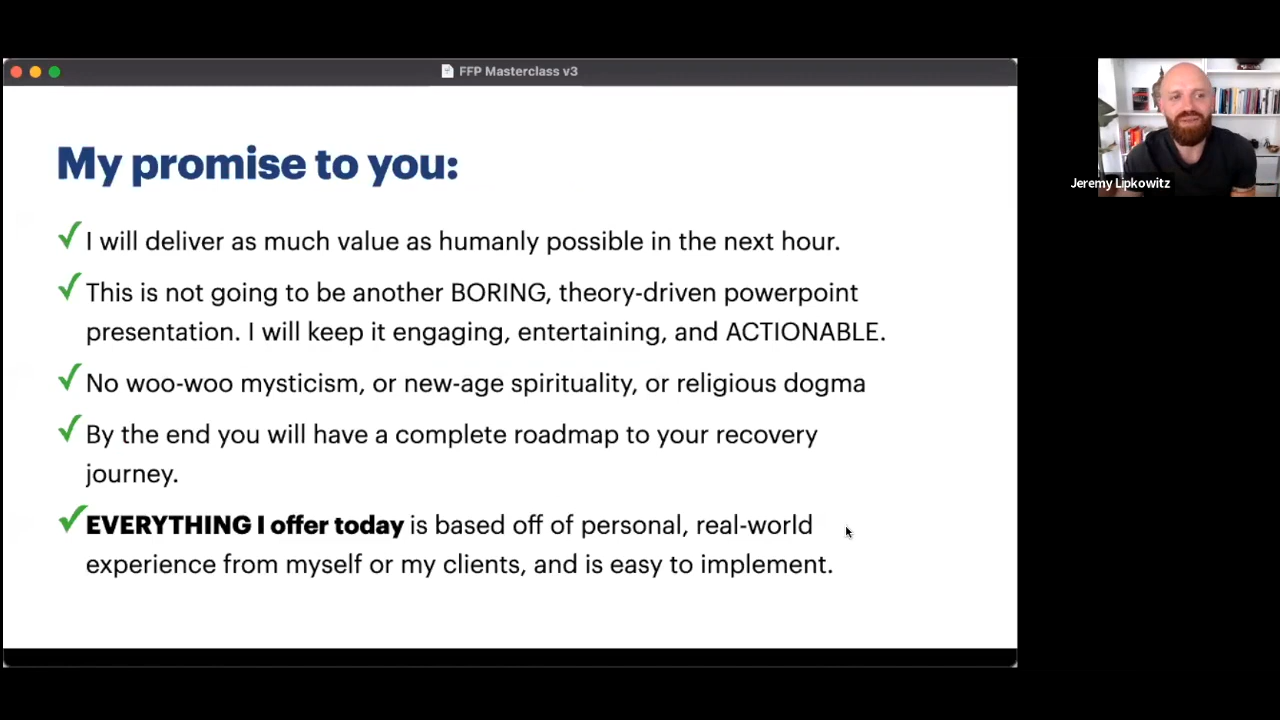 FFP Masterclass v3
My promise to you:
I will deliver as much value as humanly possible in the next hour.
This is not going to be another BORING, theory-driven powerpoint
presentation. I will keep it engaging, entertaining, and ACTIONABLE.
No woo-woo mysticism, or new-age spirituality, or religious dogma
By the end you will have a complete roadmap to your recovery
journey.
EVERYTHING I offer today is based off of personal, real-world
experience from myself or my clients, and is easy to implement.
Jeremy Lipkowitz